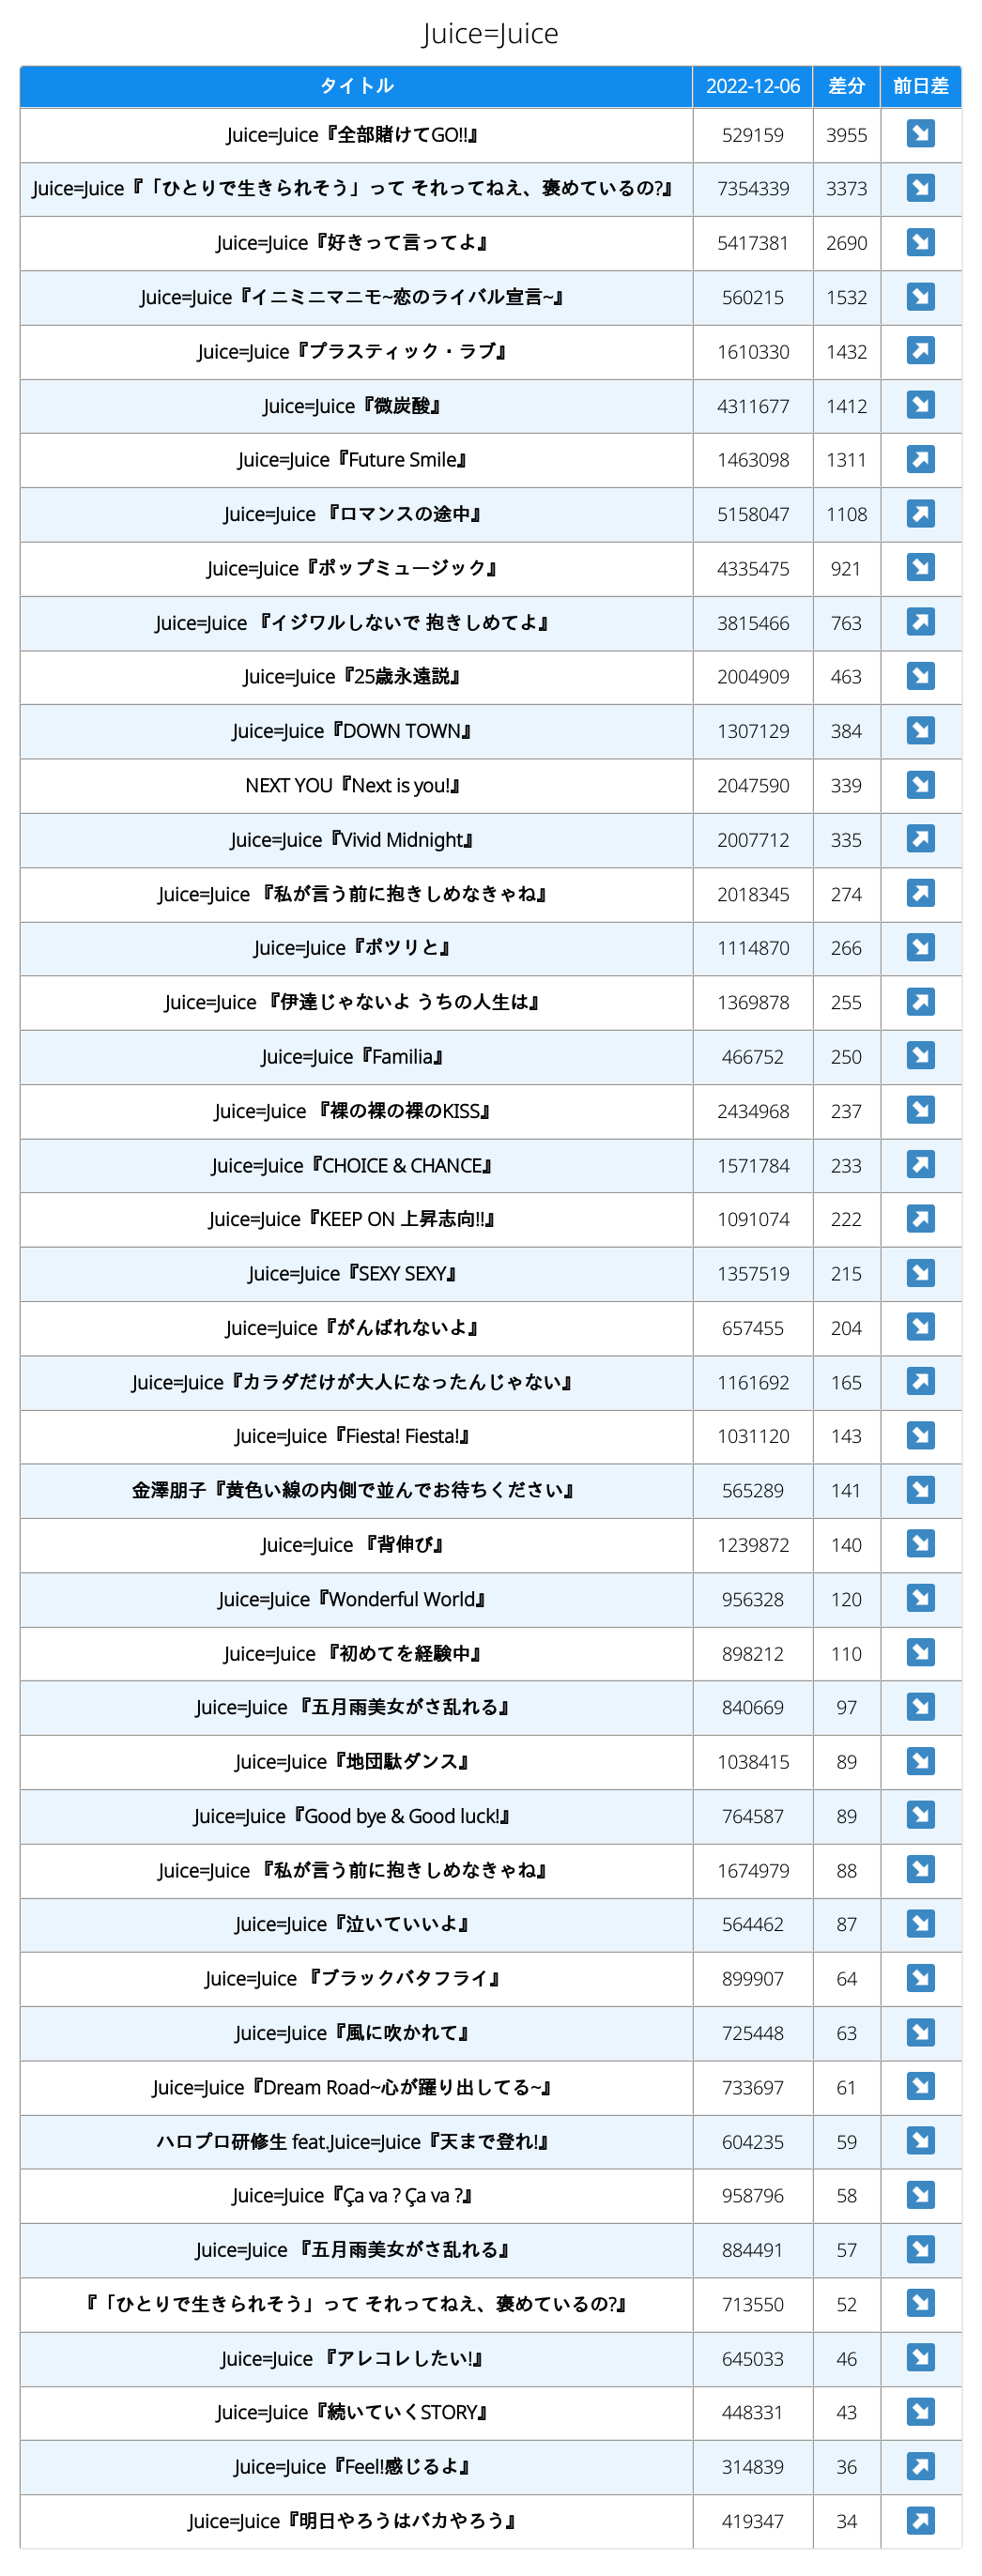 Juice=Juice
タイトル 2022-12-06 差分 前日差
Juice=Juice『全部賭けてGO!!』 529159 3955 ↘
Juice=Juice『「ひとりで生きられそう」って それってねえ、褒めているの?』 7354339 3373 ↘
Juice=Juice『好きって言ってよ』 5417381 2690 ↘
Juice=Juice『イニミニマニモ~恋のライバル宣言~』 560215 1532 ↘
Juice=Juice『プラスティック・ラブ』 1610330 1432 ↗
Juice=Juice『微炭酸』 4311677 1412 ↘
Juice=Juice『Future Smile』 1463098 1311 ↗
Juice=Juice 『ロマンスの途中』 5158047 1108 ↗
Juice=Juice『ポップミュージック』 4335475 921 ↘
Juice=Juice 『イジワルしないで 抱きしめてよ』 3815466 763 ↗
Juice=Juice『25歳永遠説』 2004909 463 ↘
Juice=Juice『DOWN TOWN』 1307129 384 ↘
NEXT YOU『Next is you!』 2047590 339 ↘
Juice=Juice『Vivid Midnight』 2007712 335 ↗
Juice=Juice 『私が言う前に抱きしめなきゃね』 2018345 274 ↗
Juice=Juice『ポツリと』 1114870 266 ↘
Juice=Juice 『伊達じゃないよ うちの人生は』 1369878 255 ↗
Juice=Juice『Familia』 466752 250 ↘
Juice=Juice 『裸の裸の裸のKISS』 2434968 237 ↘
Juice=Juice『CHOICE & CHANCE』 1571784 233 ↗
Juice=Juice『KEEP ON 上昇志向!!』 1091074 222 ↗
Juice=Juice『SEXY SEXY』 1357519 215 ↘
Juice=Juice『がんばれないよ』 657455 204 ↘
Juice=Juice『カラダだけが大人になったんじゃない』 1161692 165 ↗
Juice=Juice『Fiesta! Fiesta!』 1031120 143 ↘
金澤朋子『黄色い線の内側で並んでお待ちください』 565289 141 ↘
Juice=Juice 『背伸び』 1239872 140 ↘
Juice=Juice『Wonderful World』 956328 120 ↘
Juice=Juice 『初めてを経験中』 898212 110 ↘
Juice=Juice 『五月雨美女がさ乱れる』 840669 97 ↘
Juice=Juice『地団駄ダンス』 1038415 89 ↘
Juice=Juice『Good bye & Good luck!』 764587 89 ↘
Juice=Juice 『私が言う前に抱きしめなきゃね』 1674979 88 ↘
Juice=Juice『泣いていいよ』 564462 87 ↘
Juice=Juice 『ブラックバタフライ』 899907 64 ↘
Juice=Juice『風に吹かれて』 725448 63 ↘
Juice=Juice『Dream Road~心が躍り出してる~』 733697 61 ↘
ハロプロ研修生 feat.Juice=Juice『天まで登れ!』 604235 59 ↘
Juice=Juice『Ça va ? Ça va ?』 958796 58 ↘
Juice=Juice 『五月雨美女がさ乱れる』 884491 57 ↘
『「ひとりで生きられそう」って それってねえ、褒めているの?』 713550 52 ↘
Juice=Juice 『アレコレしたい!』 645033 46 ↘
Juice=Juice『続いていくSTORY』 448331 43 ↘
Juice=Juice『Feel!感じるよ』 314839 36 ↗
Juice=Juice『明日やろうはバカやろう』 419347 34 ↗